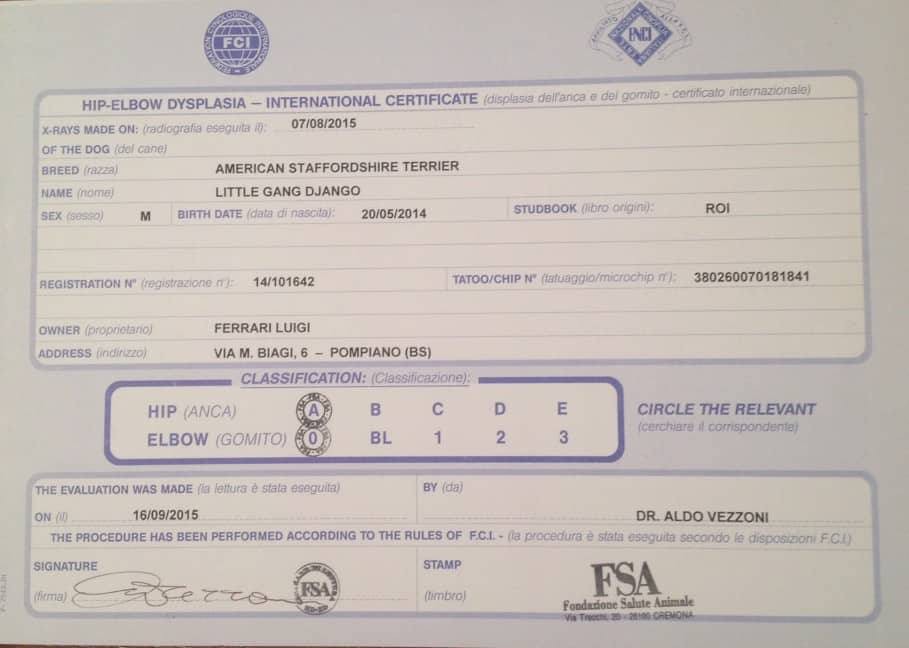 FCI
ENCI
HIP-ELBOW DYSPLASIA – INTERNATIONAL CERTIFICATE (displasia dell'anca e del gomito - certificato internazionale)
X-RAYS MADE ON: (radiografia eseguita il): 07/08/2015
OF THE DOG (del cane)
BREED (razza) AMERICAN STAFFORDSHIRE TERRIER
NAME (nome) LITTLE GANG DJANGO
SEX (sesso) M BIRTH DATE (data di nascita): 20/05/2014 STUDBOOK (libro origini): ROI
REGISTRATION N° (registrazione n°): 14/101642 TATOO/CHIP N° (tatuaggio/microchip n°): 380260070181841
OWNER (proprietario) FERRARI LUIGI
ADDRESS (indirizzo) VIA M. BIAGI, 6 – POMPIANO (BS)
CLASSIFICATION: (Classificazione):
HIP (ANCA) A B C D E
ELBOW (GOMITO) 0 BL 1 2 3
CIRCLE THE RELEVANT
(cerchiare il corrispondente)
THE EVALUATION WAS MADE (la lettura è stata eseguita) BY (da)
ON (il) 16/09/2015 DR. ALDO VEZZONI
THE PROCEDURE HAS BEEN PERFORMED ACCORDING TO THE RULES OF F.C.I. - (la procedura è stata eseguita secondo le disposizioni F.C.I.)
SIGNATURE STAMP
(firma) FSA (timbro)
FSA
Fondazione Salute Animale
Via Trecchi, 20 - 26100 CREMONA